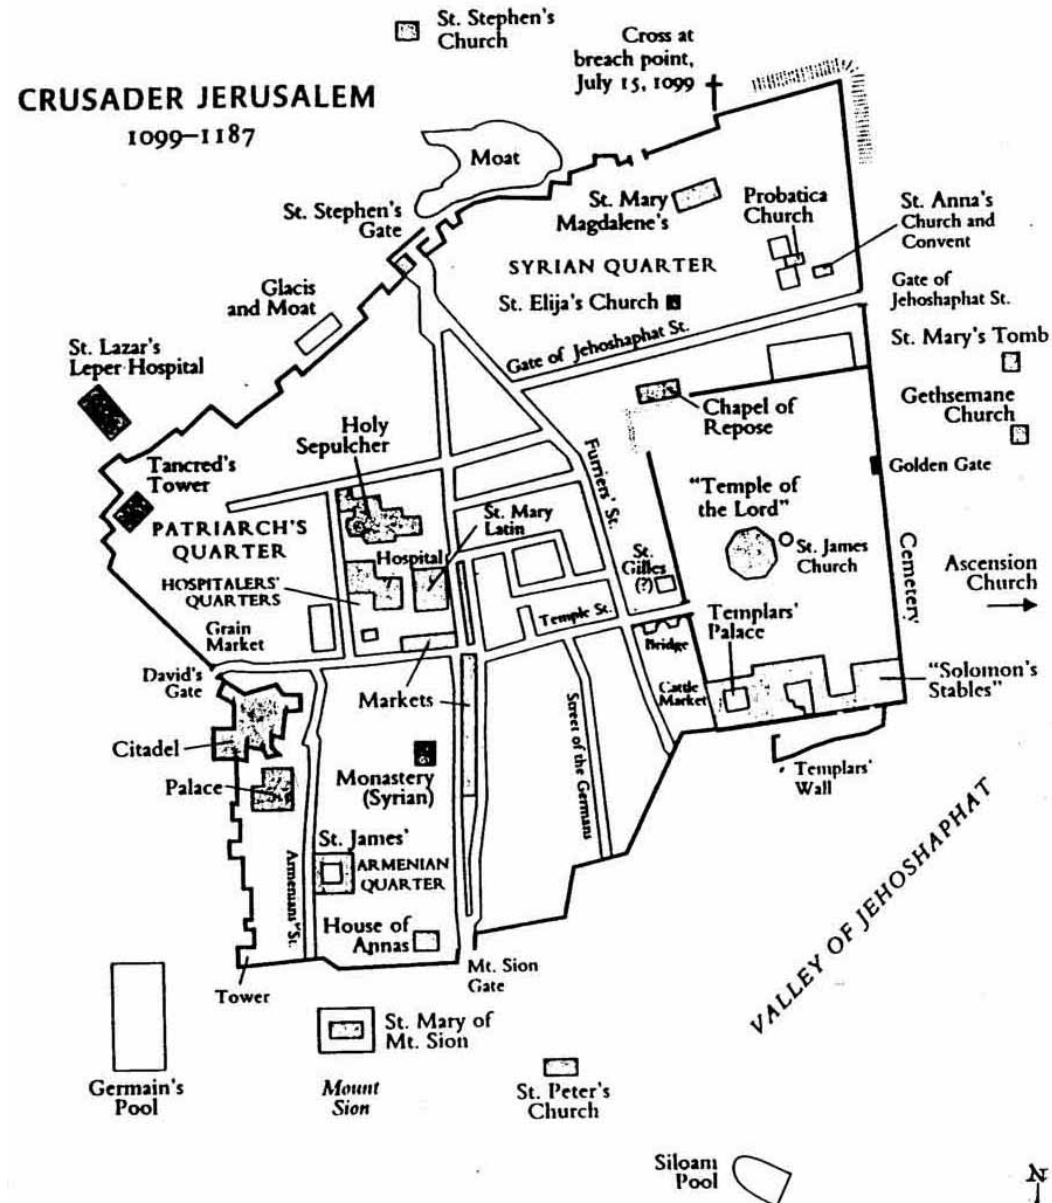 St. Stephen's
Church
Cross at
breach point,
July 15, 1099
CRUSADER JERUSALEM
1099–1187
Moat
St. Stephen's
Gate
St. Mary
Magdalene's
Probatica
Church
St. Anna's
Church and
Convent
SYRIAN QUARTER
Glacis
and Moat
St. Elija's Church
Gate of
Jehoshaphat St.
Gate of Jehoshaphat St.
St. Lazar's
Leper Hospital
St. Mary's Tomb
Chapel of
Repose
Gethsemane
Church
Holy
Sepulcher
Furriers' St.
Tancred's
Tower
Golden Gate
"Temple of
the Lord"
PATRIARCH'S
QUARTER
St. Mary
Latin
Hospital
St. James
Church
Cemetery
St.
Gilles
(?)
Ascension
Church
HOSPITALERS'
QUARTERS
Grain
Market
Temple St.
Templars'
Palace
Bridge
David's
Gate
Markets
Cattle
Market
"Solomon's
Stables"
Citadel
Street of the Germans
Palace
Monastery
(Syrian)
Templars'
Wall
St. James'
ARMENIAN
QUARTER
Armenians' St.
House of
Annas
VALLEY OF JEHOSHAPHAT
Mt. Sion
Gate
Tower
St. Mary of
Mt. Sion
Germain's
Pool
Mount
Sion
St. Peter's
Church
Siloam
Pool
N